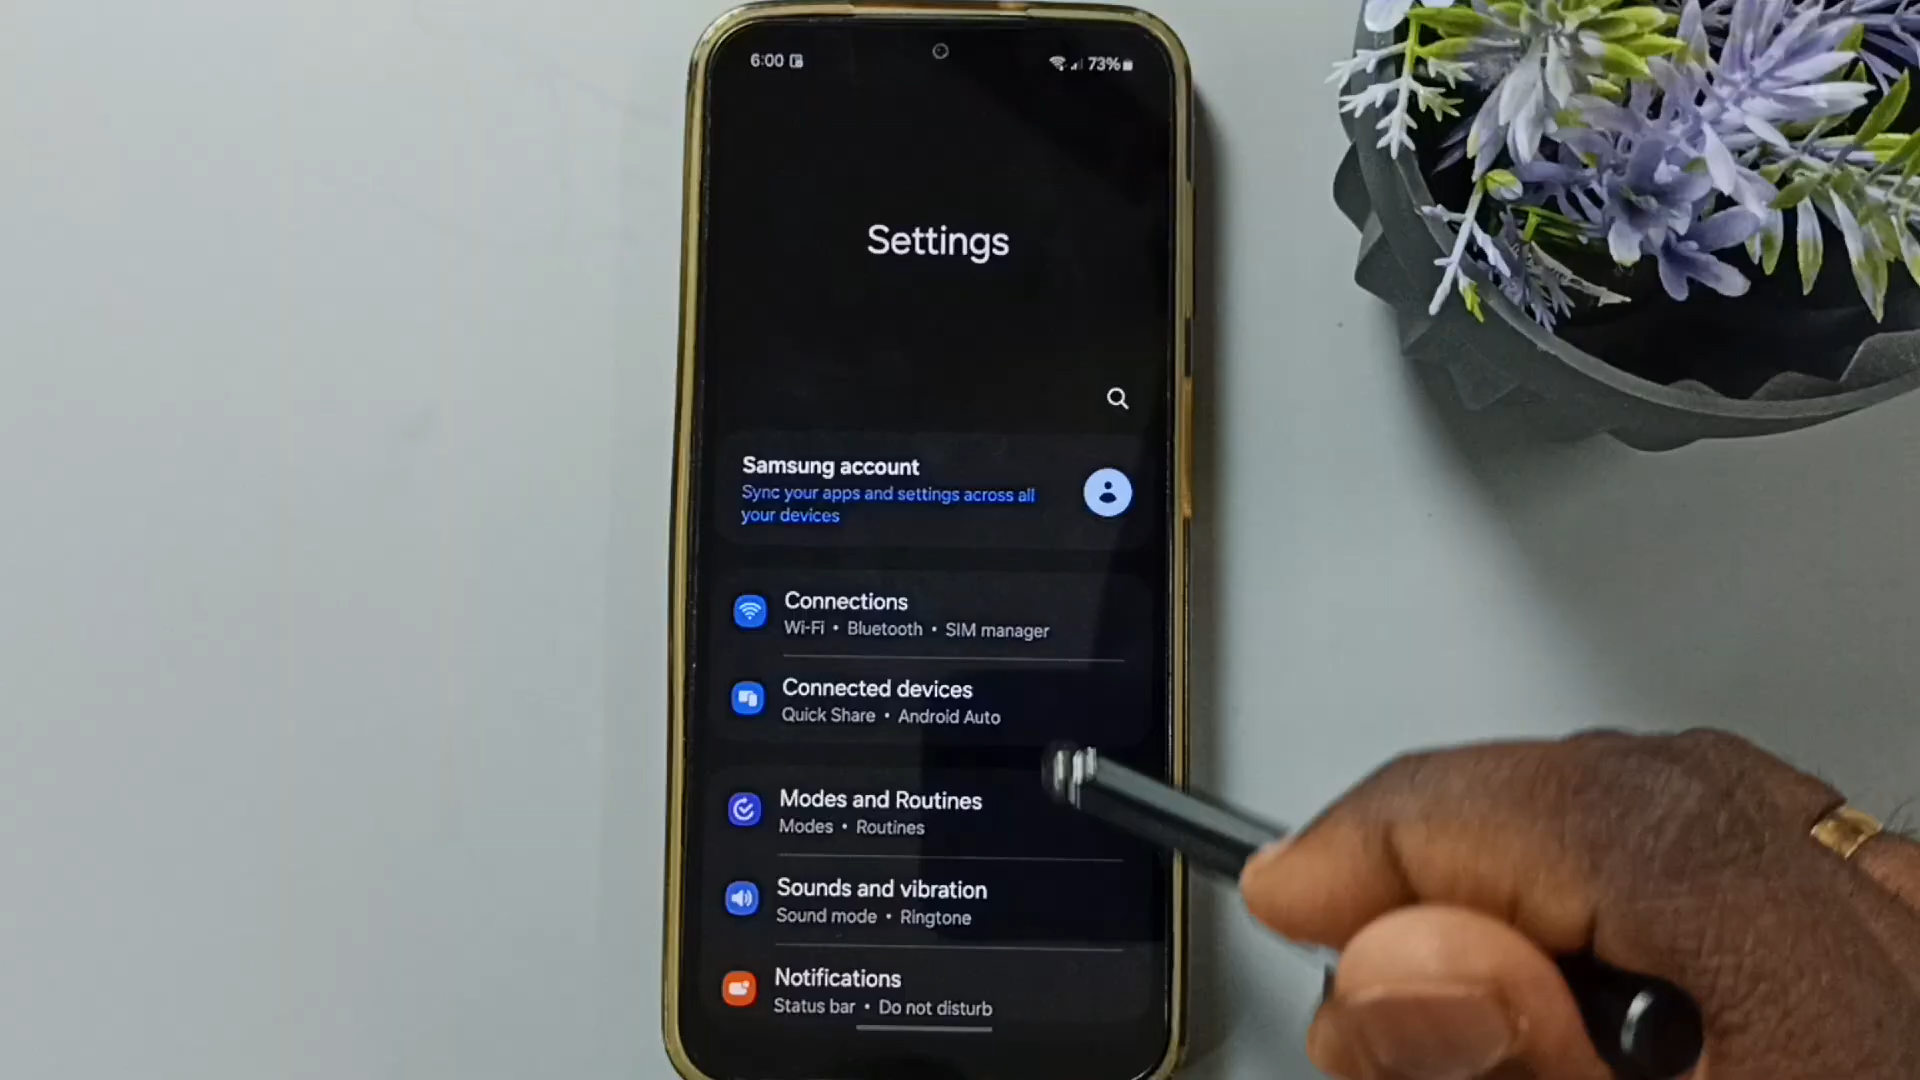 6:00
73%
Settings
Samsung account
Sync your apps and settings across all
your devices
Connections
Wi-Fi • Bluetooth • SIM manager
Connected devices
Quick Share • Android Auto
Modes and Routines
Modes • Routines
Sounds and vibration
Sound mode • Ringtone
Notifications
Status bar • Do not disturb